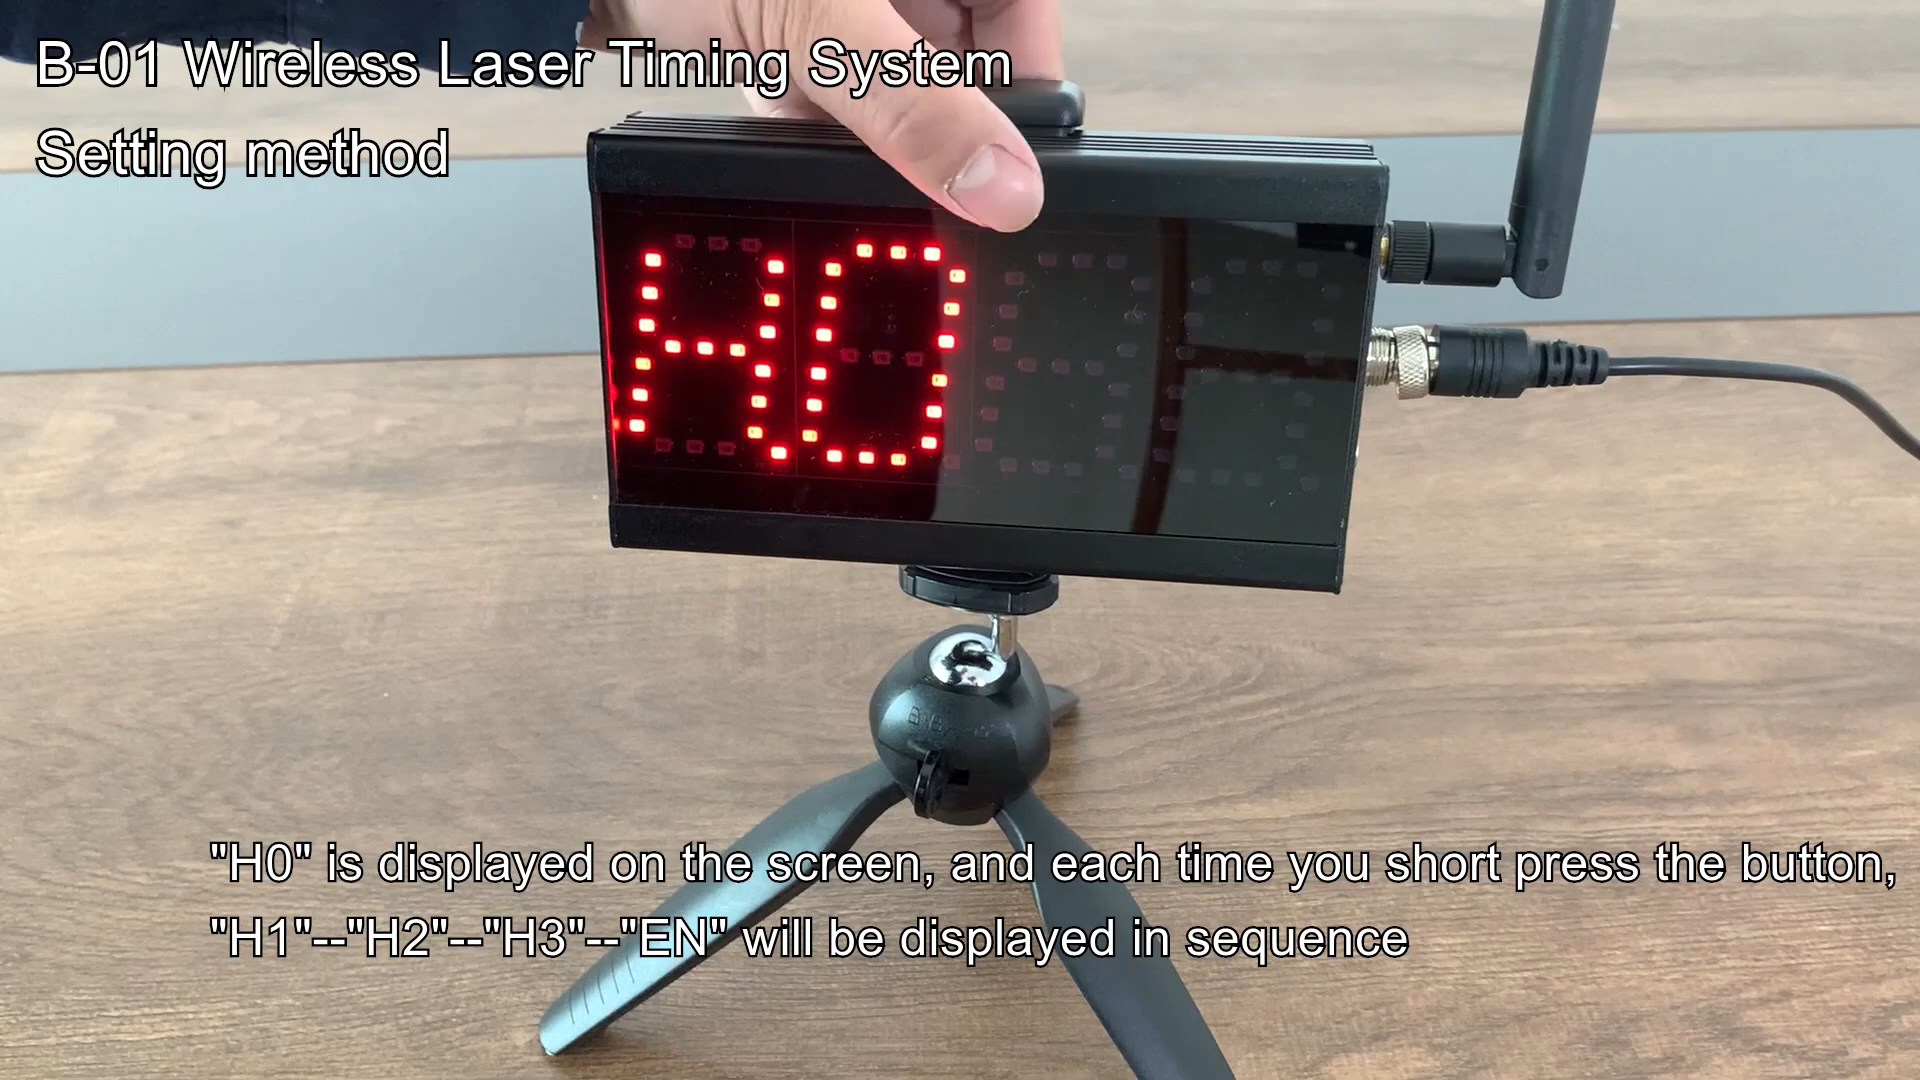 B-01 Wireless Laser Timing System
Setting method
H0
"H0" is displayed on the screen, and each time you short press the button,
"H1"--"H2"--"H3"--"EN" will be displayed in sequence